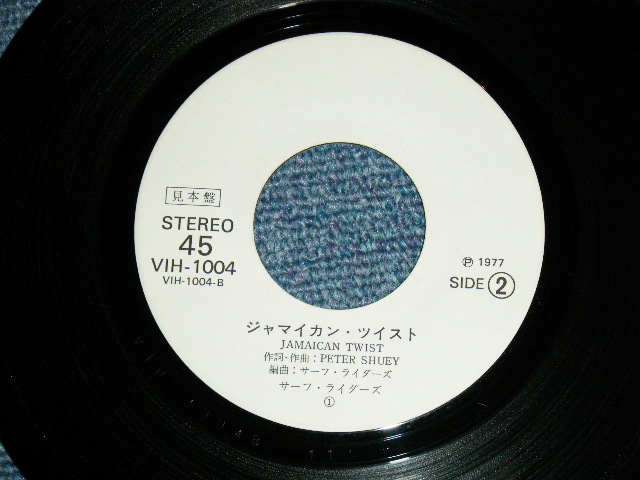 見本盤
STEREO
45
VIH-1004
VIH-1004-B
Ⓟ 1977
SIDE ②
ジャマイカン・ツイスト
JAMAICAN TWIST
作詞・作曲：PETER SHUEY
編曲：サーフ・ライダーズ
サーフ・ライダーズ
①